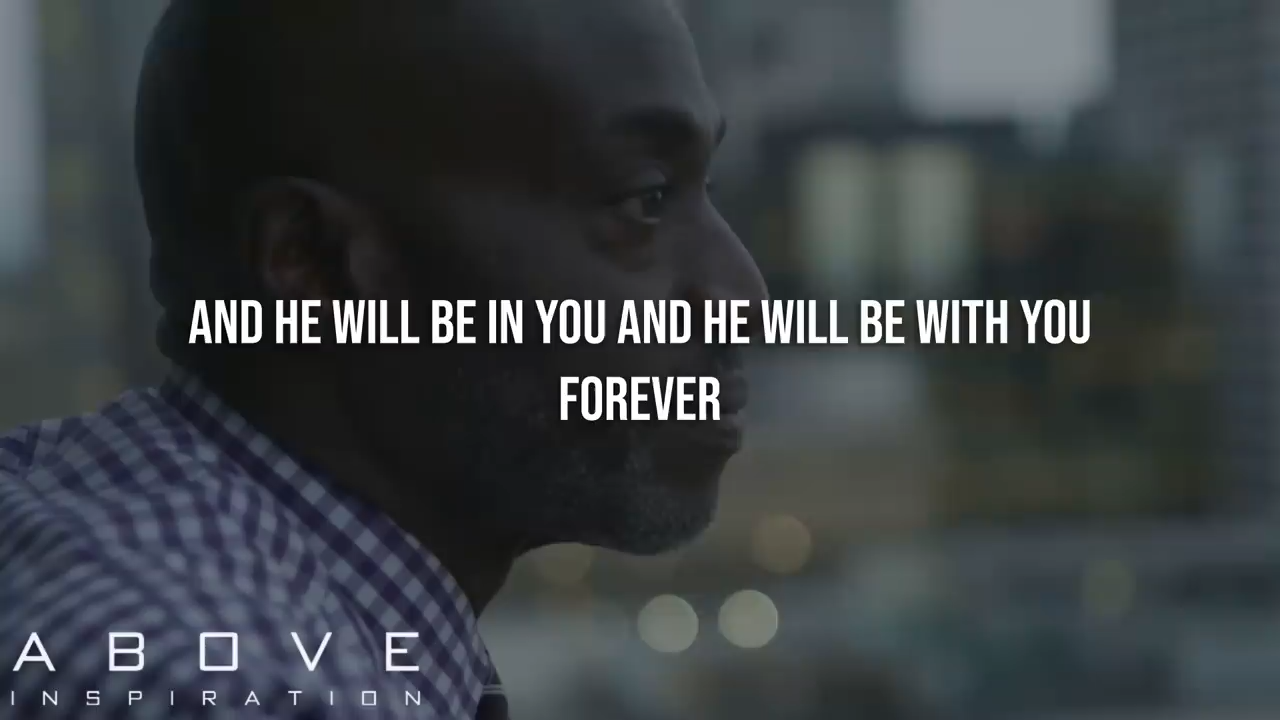 AND HE WILL BE IN YOU AND HE WILL BE WITH YOU
FOREVER
ABOVE
INSPIRATION